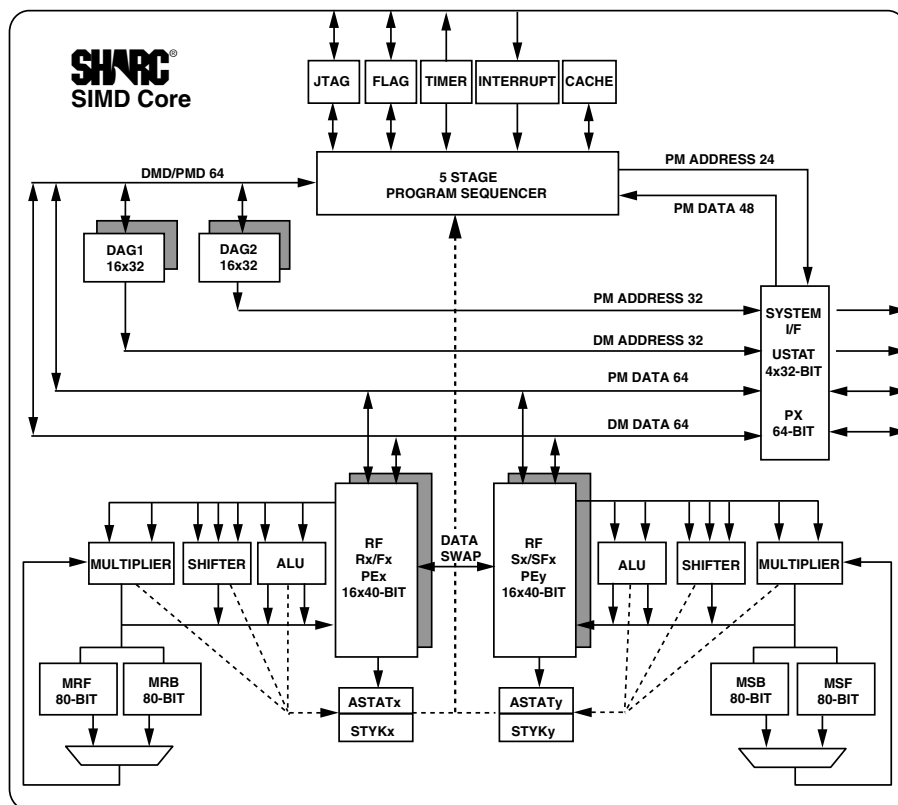 SHARC®
SIMD Core
JTAG
FLAG
TIMER
INTERRUPT
CACHE
DMD/PMD 64
5 STAGE
PROGRAM SEQUENCER
PM ADDRESS 24
PM DATA 48
DAG1
16x32
DAG2
16x32
PM ADDRESS 32
DM ADDRESS 32
PM DATA 64
DM DATA 64
SYSTEM
I/F
USTAT
4x32-BIT
PX
64-BIT
MULTIPLIER
SHIFTER
ALU
RF
Rx/Fx
PEx
16x40-BIT
DATA
SWAP
RF
Sx/SFx
PEy
16x40-BIT
ALU
SHIFTER
MULTIPLIER
MRF
80-BIT
MRB
80-BIT
ASTATx
STYKx
ASTATy
STYKy
MSB
80-BIT
MSF
80-BIT